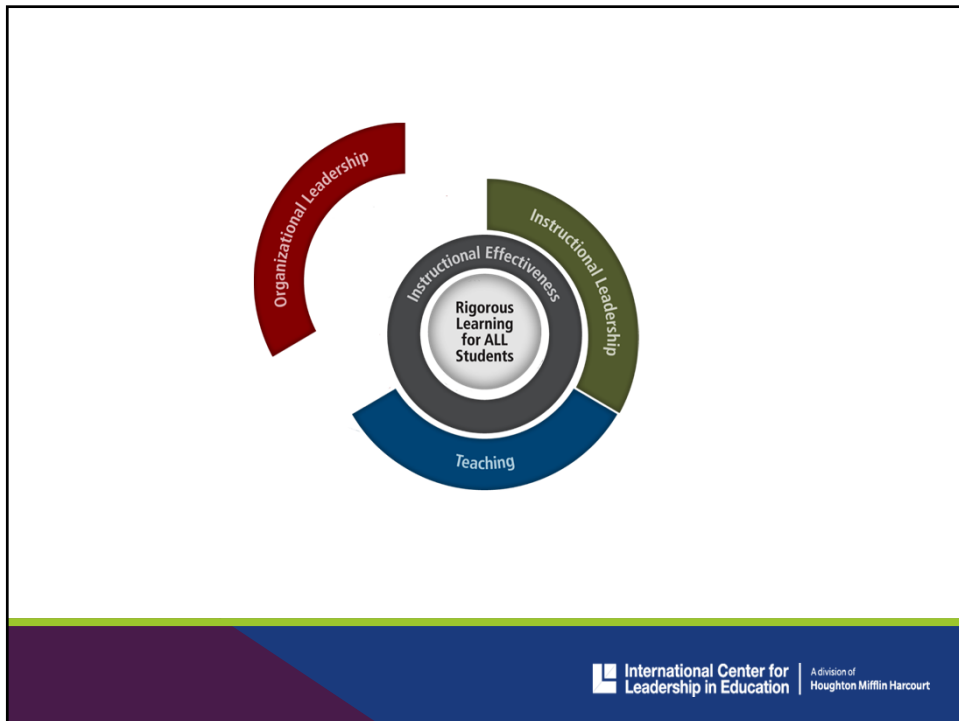 Organizational Leadership
Instructional Leadership
Instructional Effectiveness
Rigorous
Learning
for ALL
Students
Teaching
International Center for
Leadership in Education
A division of
Houghton Mifflin Harcourt